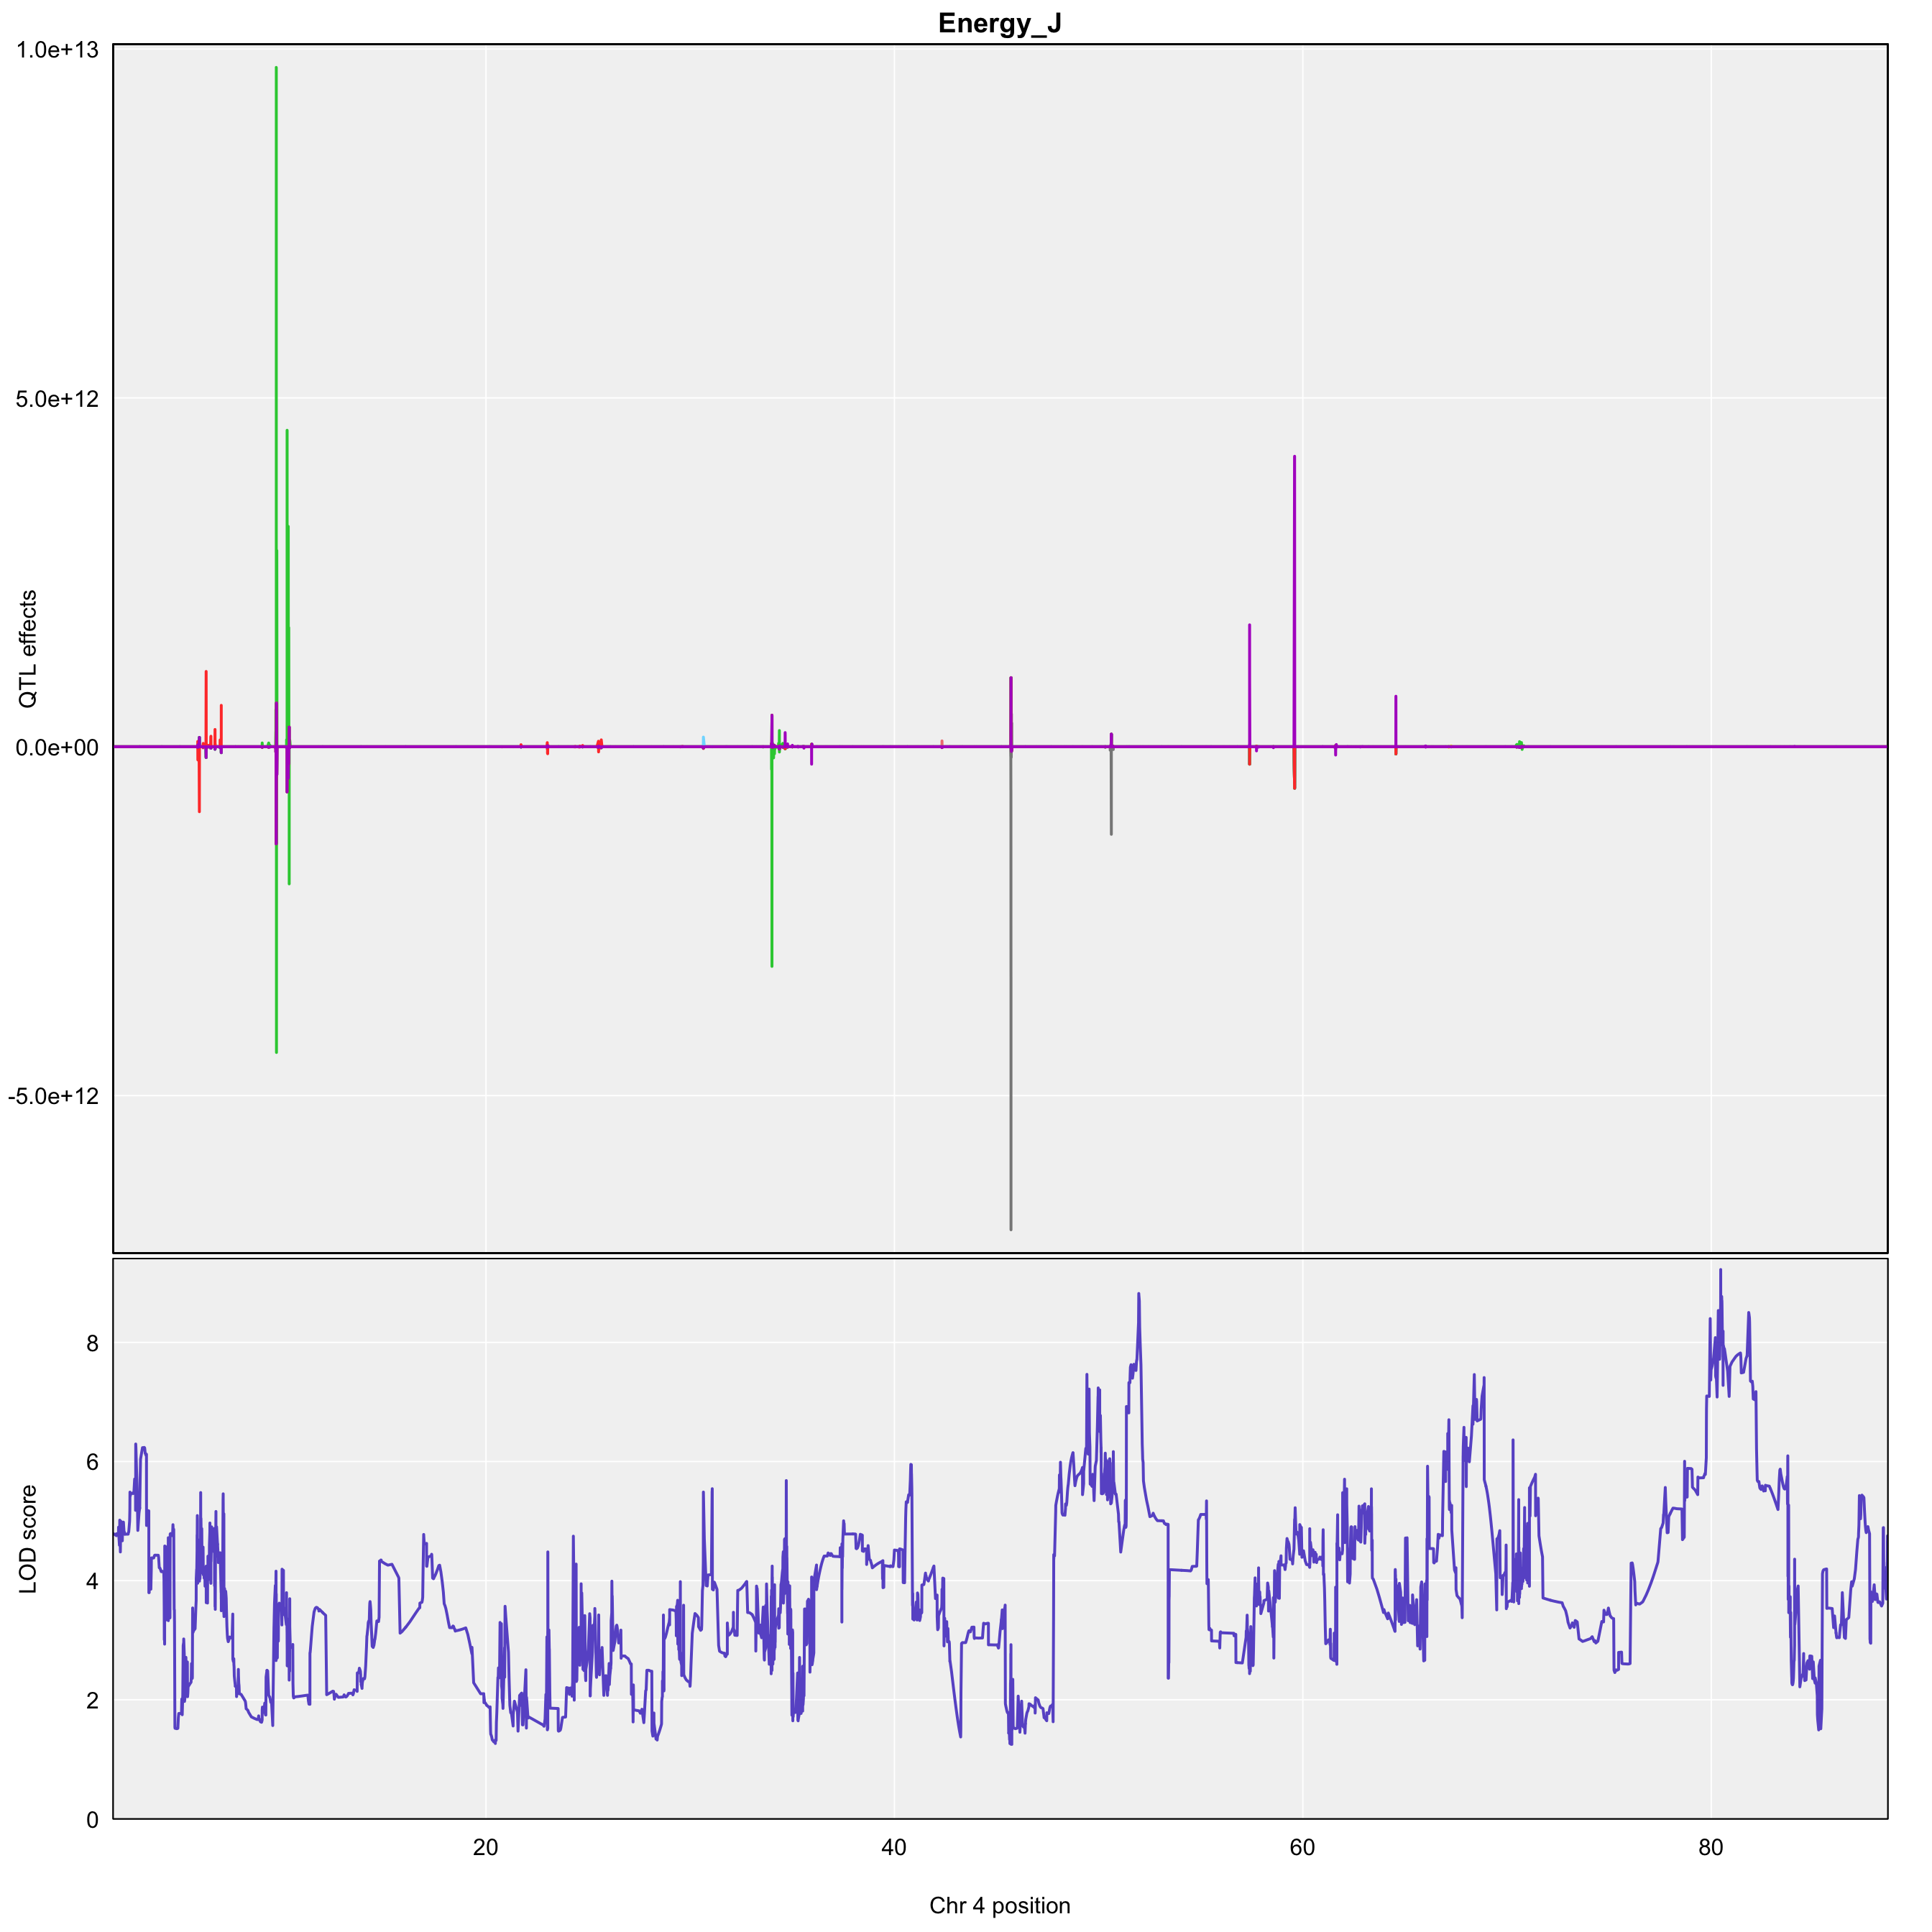 Energy_J
1.0e+13
5.0e+12
0.0e+00
-5.0e+12
QTL effects
8
6
4
2
0
LOD score
20 40 60 80
Chr 4 position